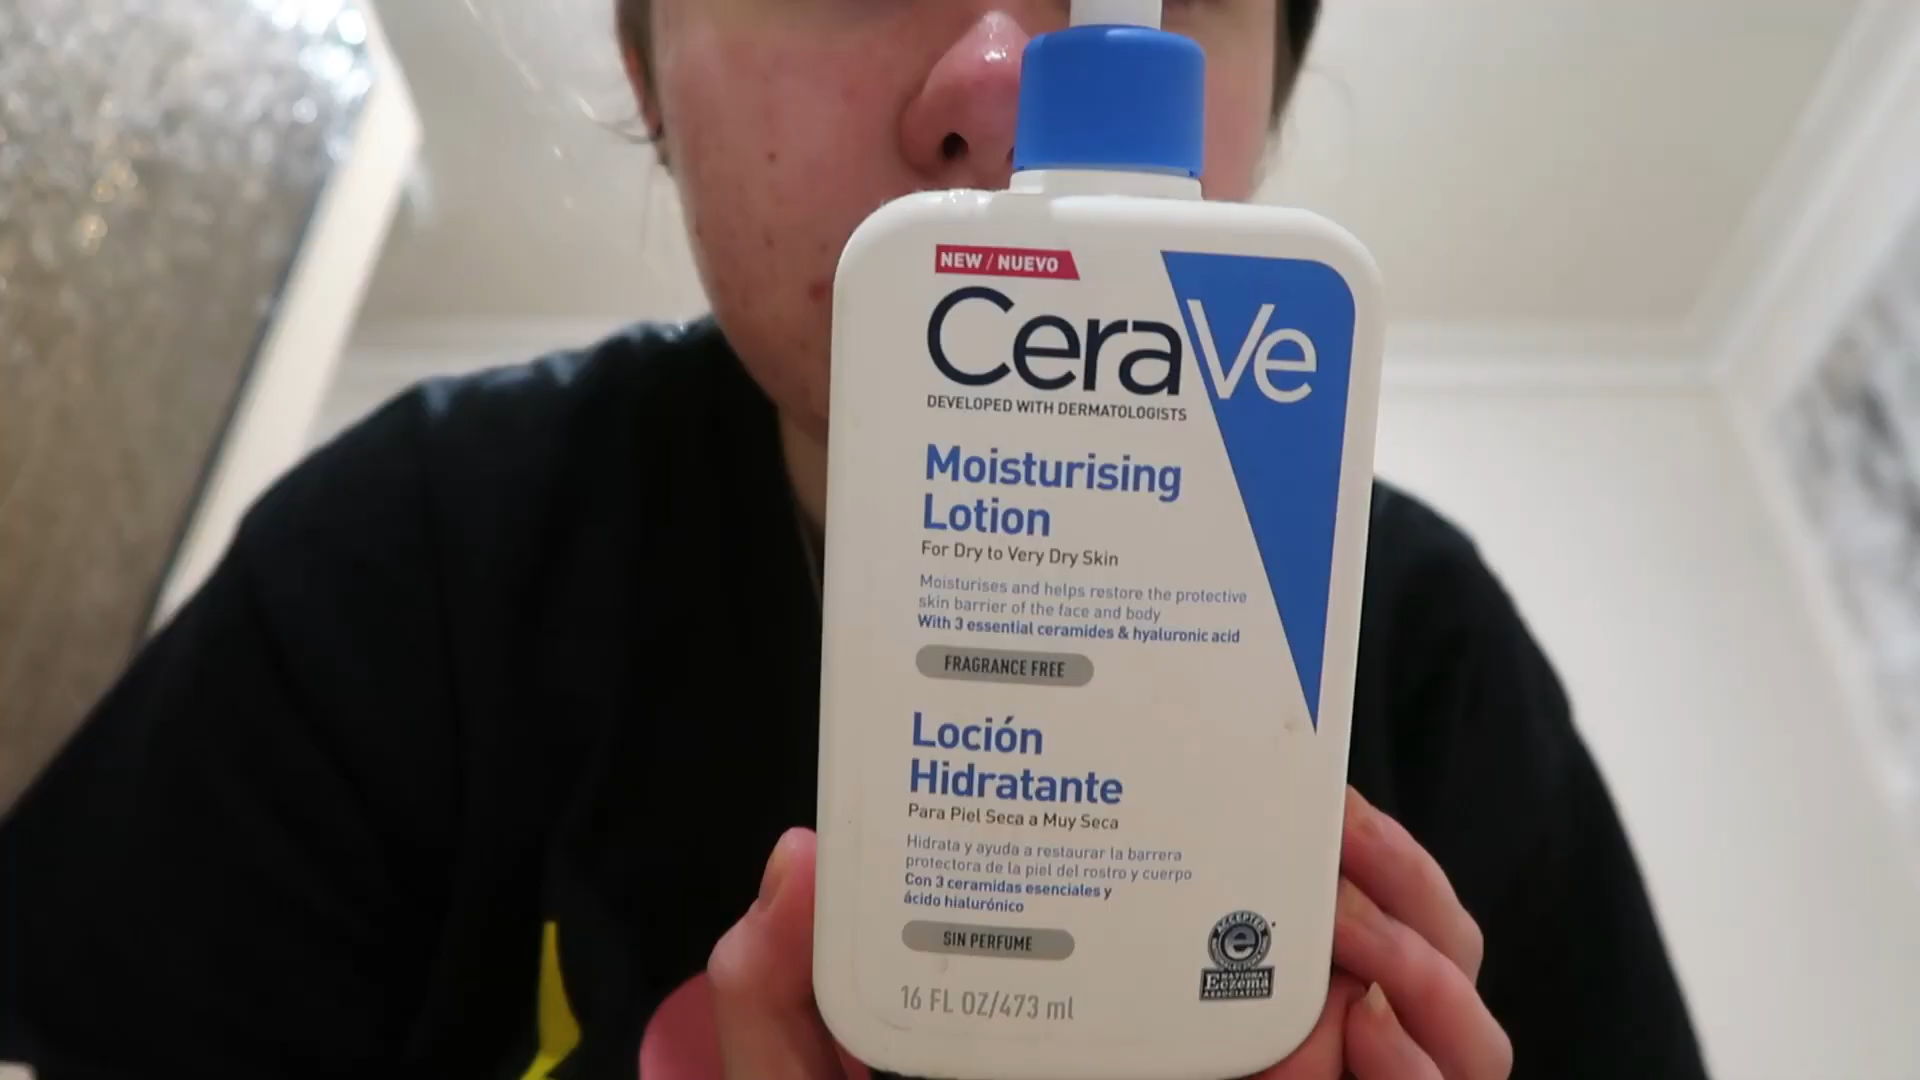 NEW / NUEVO
CeraVe
DEVELOPED WITH DERMATOLOGISTS
Moisturising
Lotion
For Dry to Very Dry Skin
Moisturises and helps restore the protective
skin barrier of the face and body
With 3 essential ceramides & hyaluronic acid
FRAGRANCE FREE
Loción
Hidratante
Para Piel Seca a Muy Seca
Hidrata y ayuda a restaurar la barrera
protectora de la piel del rostro y cuerpo
Con 3 ceramidas esenciales y
ácido hialurónico
SIN PERFUME
ACCEPTED
e
NATIONAL
Eczema
ASSOCIATION
16 FL OZ/473 ml